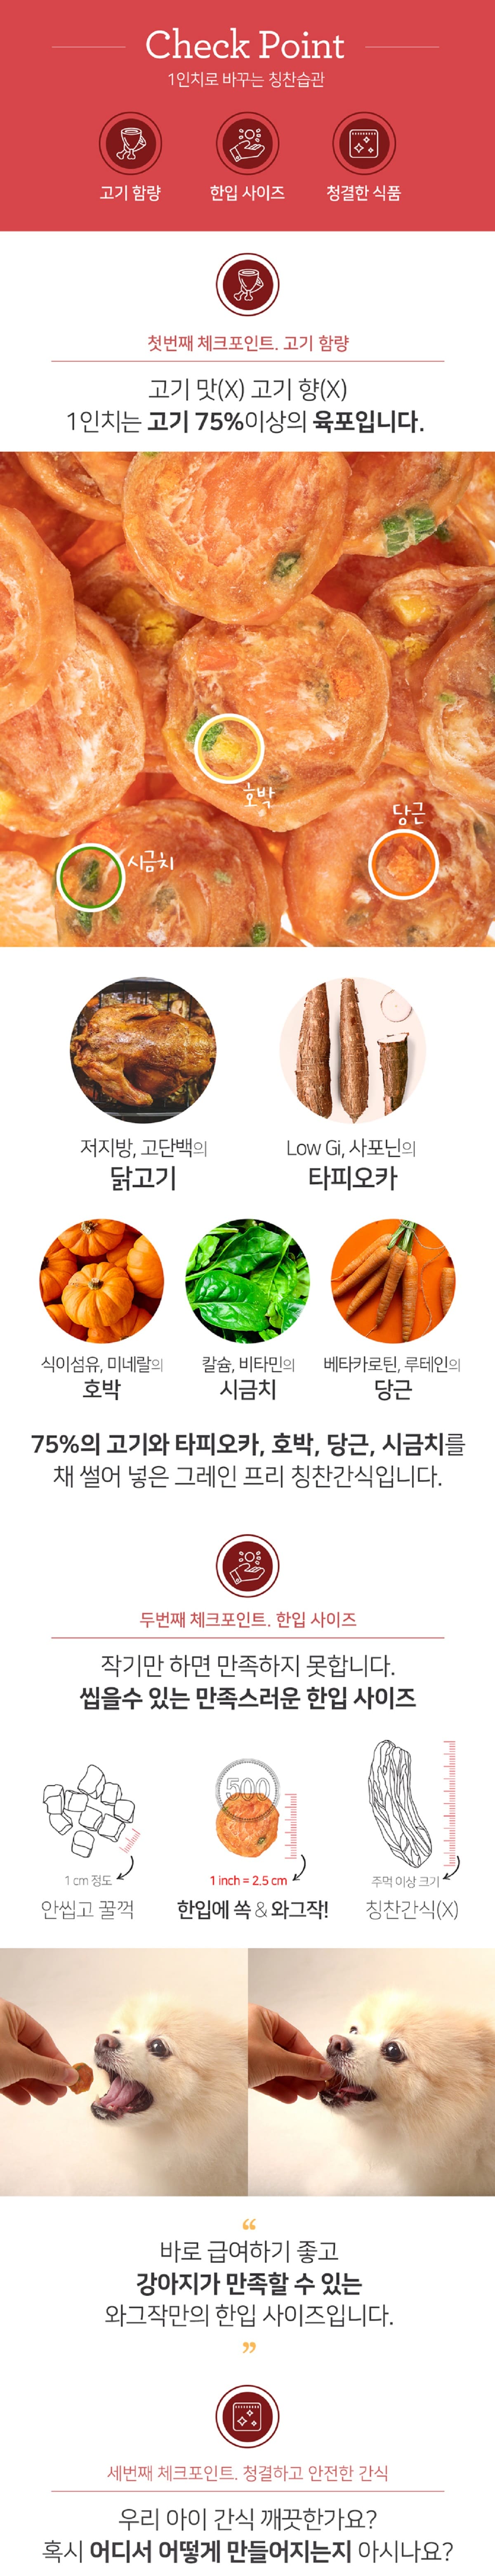 Check Point
1인치로 바꾸는 칭찬습관
고기 함량
한입 사이즈
청결한 식품
첫번째 체크포인트. 고기 함량
고기 맛(X) 고기 향(X)
1인치는 고기 75%이상의 육포입니다.
호박
당근
시금치
저지방, 고단백의
닭고기
Low Gi, 사포닌의
타피오카
식이섬유, 미네랄의
호박
칼슘, 비타민의
시금치
베타카로틴, 루테인의
당근
75%의 고기와 타피오카, 호박, 당근, 시금치를
채 썰어 넣은 그레인 프리 칭찬간식입니다.
두번째 체크포인트. 한입 사이즈
작기만 하면 만족하지 못합니다.
씹을수 있는 만족스러운 한입 사이즈
500
1 cm 정도
안씹고 꿀꺽
1 inch = 2.5 cm
한입에 쏙 & 와그작!
주먹 이상 크기
칭찬간식(X)
“
바로 급여하기 좋고
강아지가 만족할 수 있는
와그작만의 한입 사이즈입니다.
”
세번째 체크포인트. 청결하고 안전한 간식
우리 아이 간식 깨끗한가요?
혹시 어디서 어떻게 만들어지는지 아시나요?